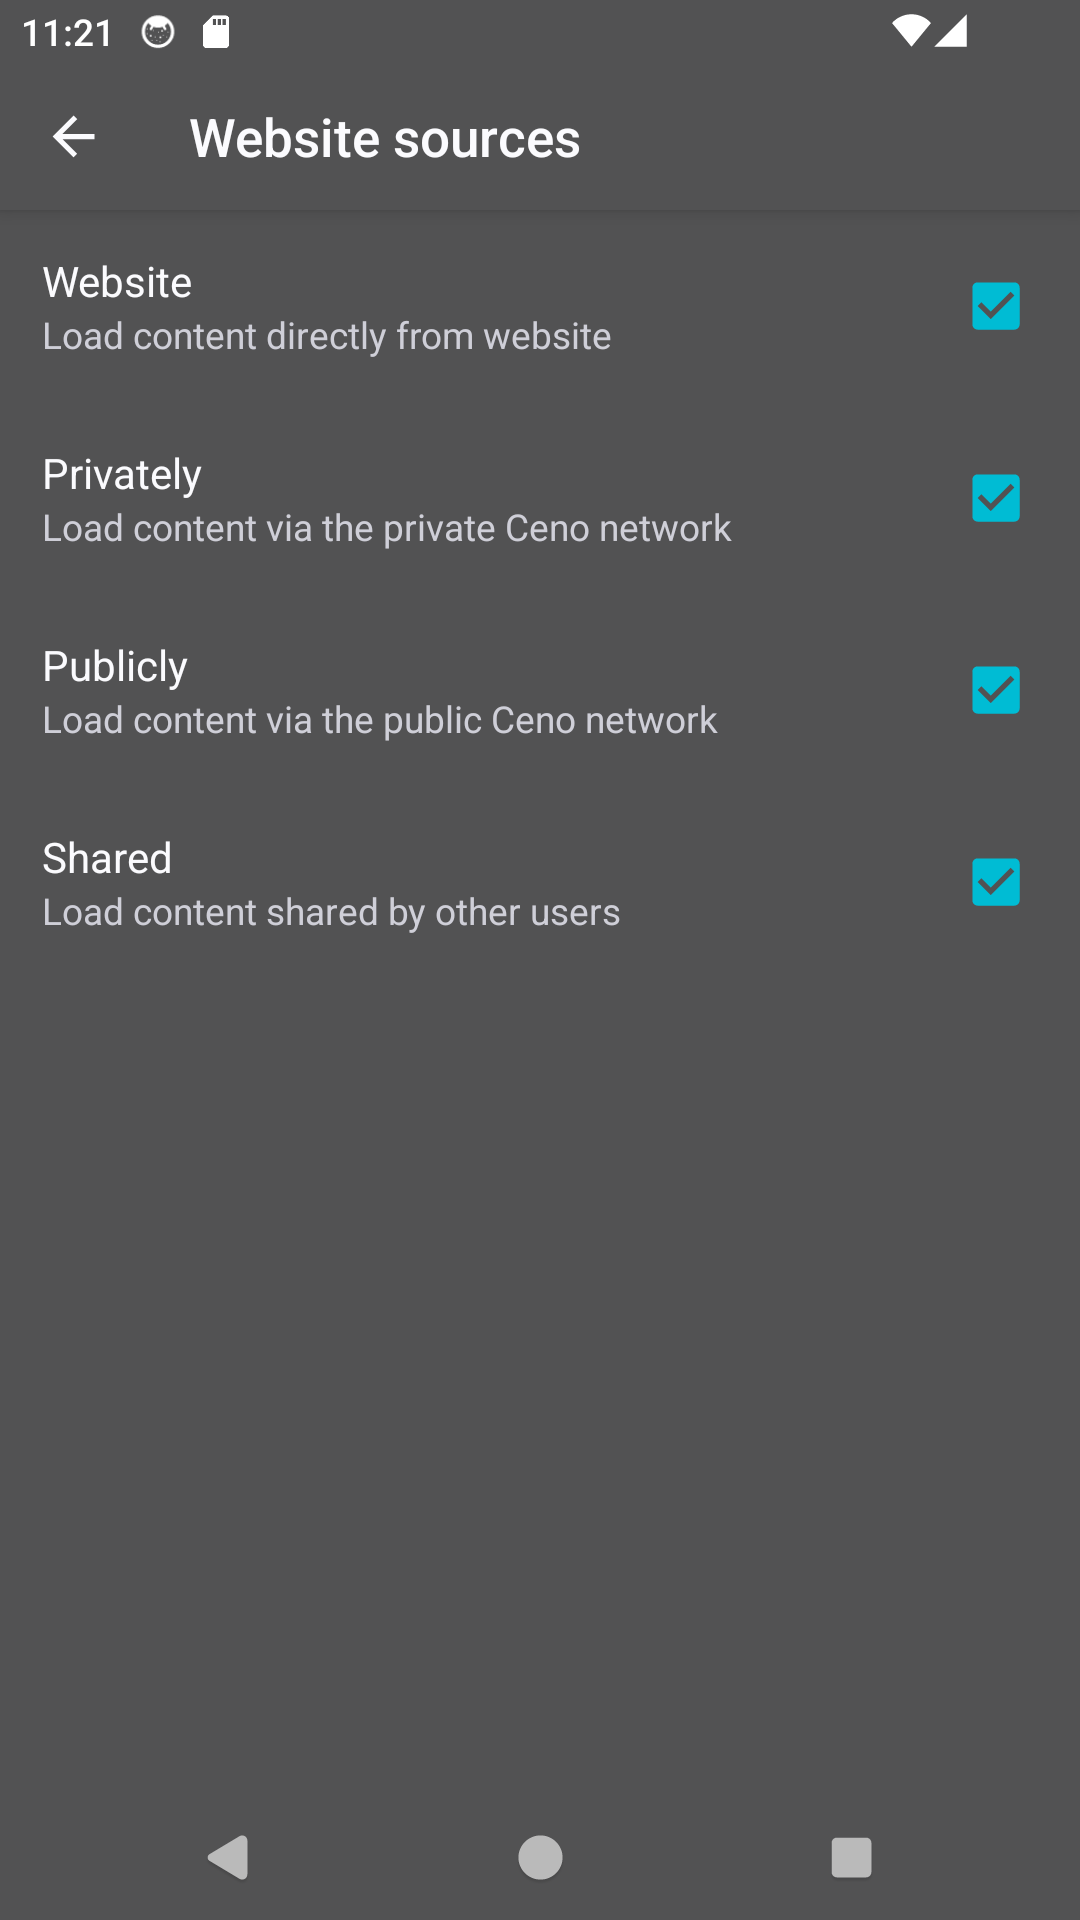 11:21
Website sources
Website
Load content directly from website
Privately
Load content via the private Ceno network
Publicly
Load content via the public Ceno network
Shared
Load content shared by other users